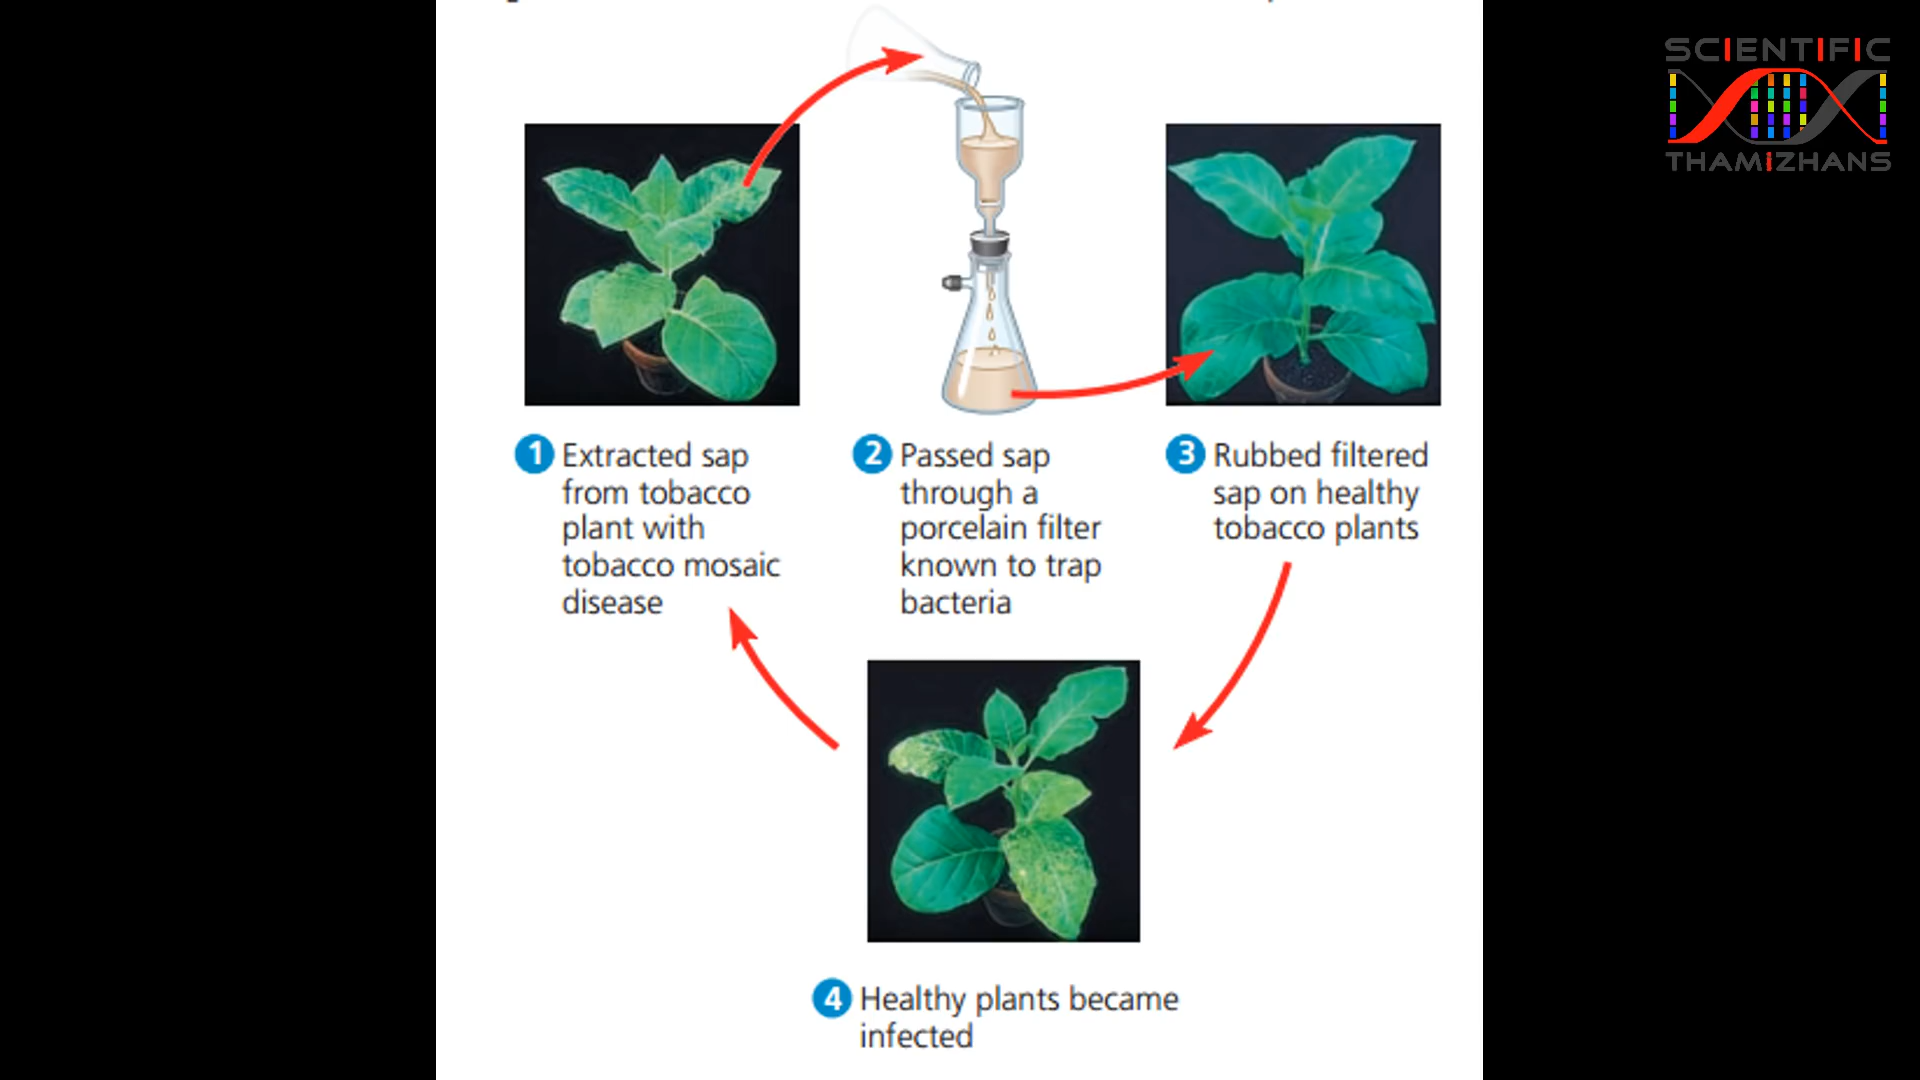 SCIENTIFIC
THAMiZHANS
1 Extracted sap
from tobacco
plant with
tobacco mosaic
disease
2 Passed sap
through a
porcelain filter
known to trap
bacteria
3 Rubbed filtered
sap on healthy
tobacco plants
4 Healthy plants became
infected